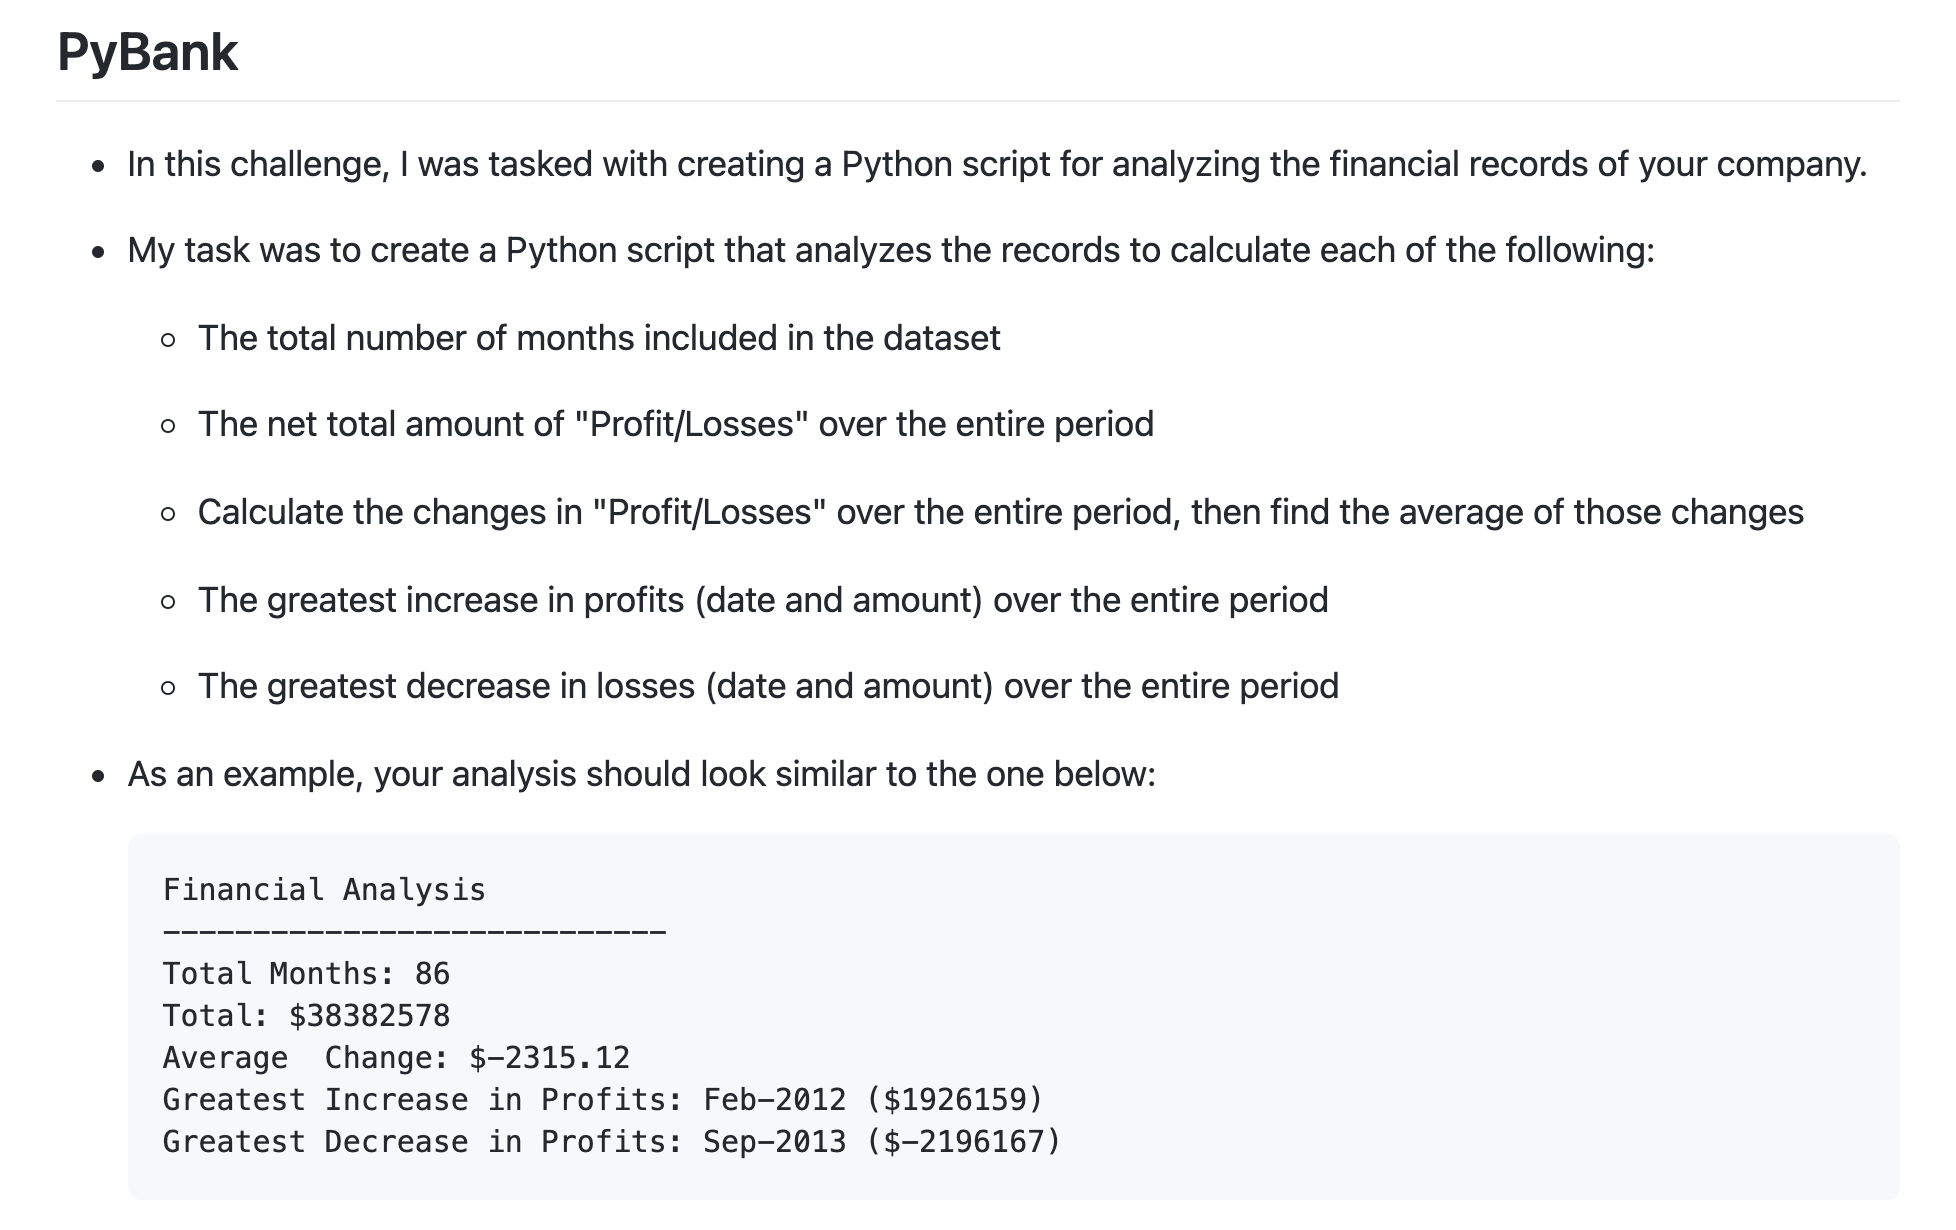 PyBank
In this challenge, I was tasked with creating a Python script for analyzing the financial records of your company.
My task was to create a Python script that analyzes the records to calculate each of the following:
The total number of months included in the dataset
The net total amount of "Profit/Losses" over the entire period
Calculate the changes in "Profit/Losses" over the entire period, then find the average of those changes
The greatest increase in profits (date and amount) over the entire period
The greatest decrease in losses (date and amount) over the entire period
As an example, your analysis should look similar to the one below:
Financial Analysis
----------------------------
Total Months: 86
Total: $38382578
Average  Change: $-2315.12
Greatest Increase in Profits: Feb-2012 ($1926159)
Greatest Decrease in Profits: Sep-2013 ($-2196167)